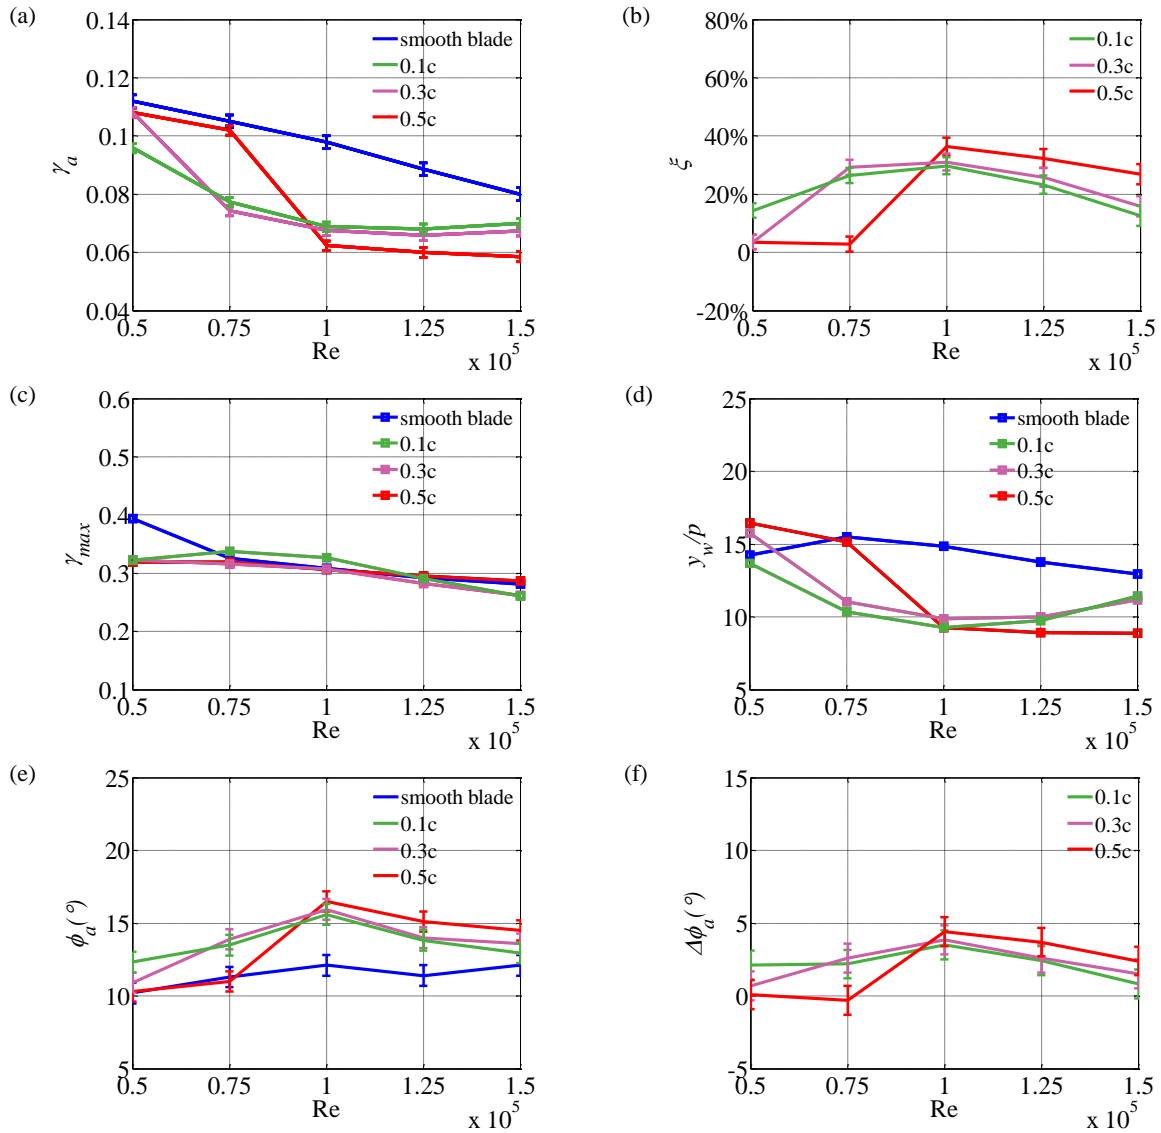 (a)
0.14
0.12
0.1
0.08
0.06
0.04
γa
smooth blade
0.1c
0.3c
0.5c
0.5 0.75 1 1.25 1.5
Re
x 10^5
(b)
80%
60%
40%
20%
0
-20%
ξ
0.1c
0.3c
0.5c
0.5 0.75 1 1.25 1.5
Re
x 10^5
(c)
0.6
0.5
0.4
0.3
0.2
0.1
γmax
smooth blade
0.1c
0.3c
0.5c
0.5 0.75 1 1.25 1.5
Re
x 10^5
(d)
25
20
15
10
5
yw/p
smooth blade
0.1c
0.3c
0.5c
0.5 0.75 1 1.25 1.5
Re
x 10^5
(e)
25
20
15
10
5
ϕa(°)
smooth blade
0.1c
0.3c
0.5c
0.5 0.75 1 1.25 1.5
Re
x 10^5
(f)
15
10
5
0
-5
Δϕa(°)
0.1c
0.3c
0.5c
0.5 0.75 1 1.25 1.5
Re
x 10^5